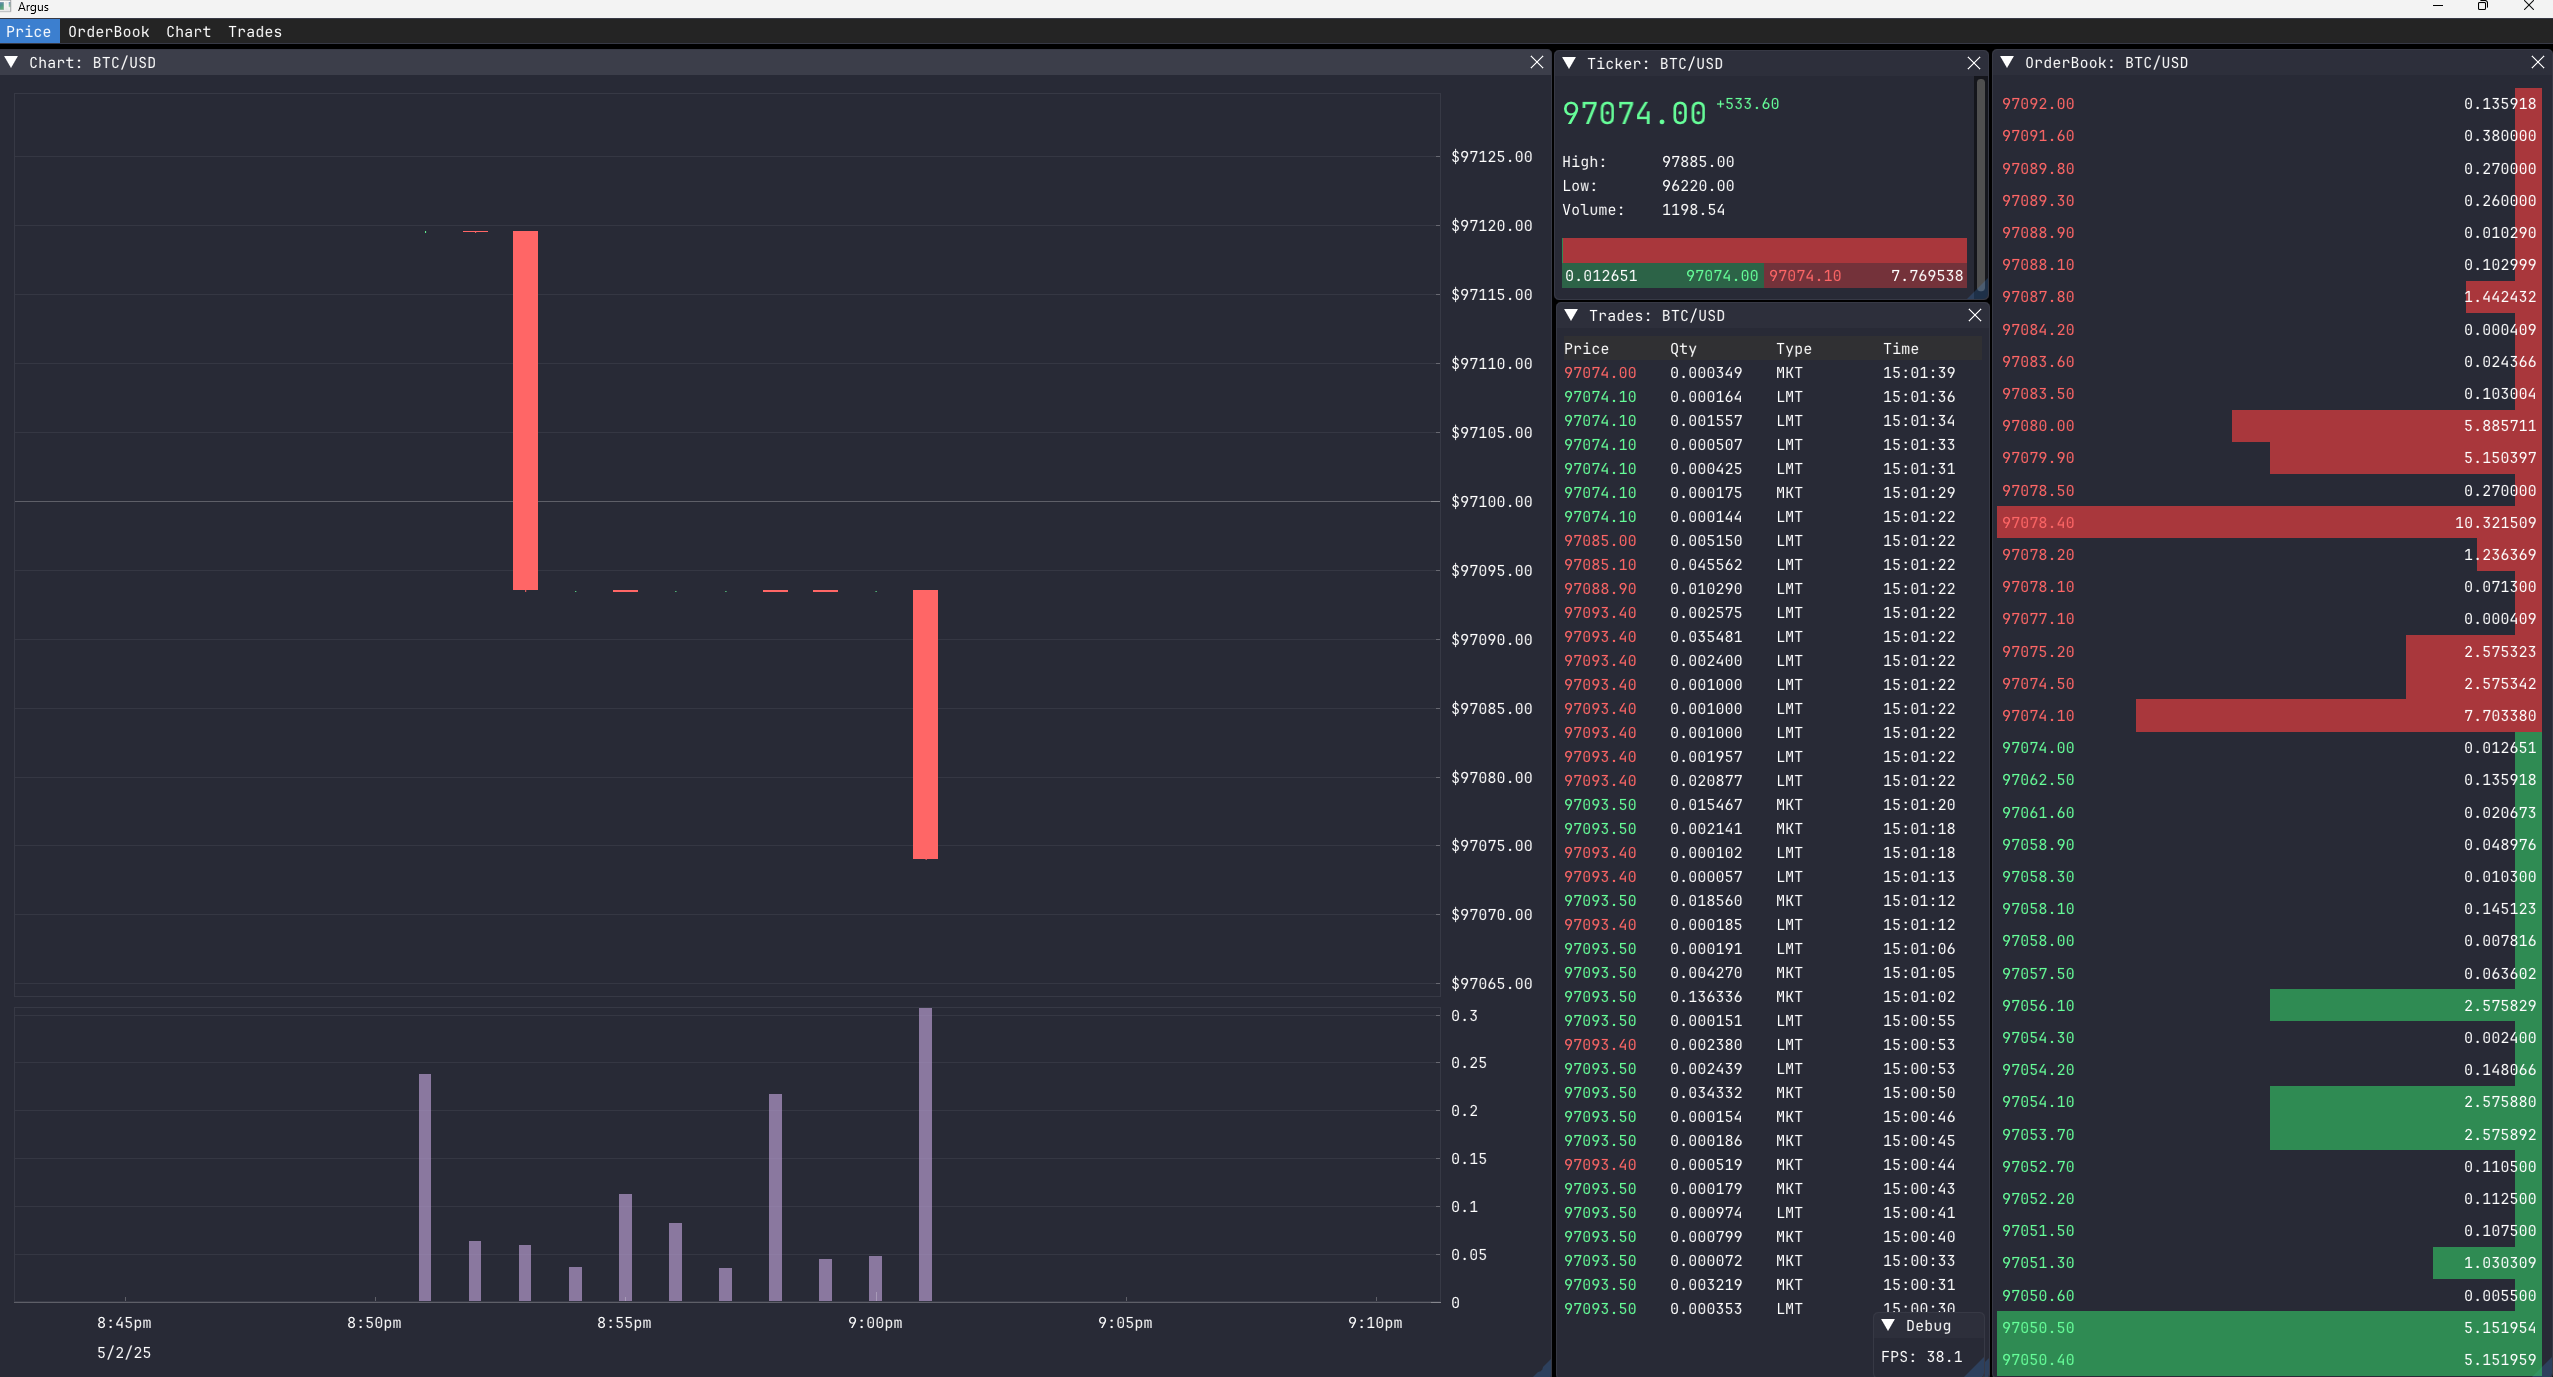 Argus
Price OrderBook Chart Trades
Chart: BTC/USD
$97125.00
$97120.00
$97115.00
$97110.00
$97105.00
$97100.00
$97095.00
$97090.00
$97085.00
$97080.00
$97075.00
$97070.00
$97065.00
0.3
0.25
0.2
0.15
0.1
0.05
0
8:45pm 8:50pm 8:55pm 9:00pm 9:05pm 9:10pm
5/2/25
Ticker: BTC/USD
97074.00 +533.60
High: 97885.00
Low: 96220.00
Volume: 1198.54
0.012651 97074.00 97074.10 7.769538
Trades: BTC/USD
Price Qty Type Time
97074.00 0.000349 MKT 15:01:39
97074.10 0.000164 LMT 15:01:36
97074.10 0.001557 LMT 15:01:34
97074.10 0.000507 LMT 15:01:33
97074.10 0.000425 LMT 15:01:31
97074.10 0.000175 MKT 15:01:29
97074.10 0.000144 LMT 15:01:22
97085.00 0.005150 LMT 15:01:22
97085.10 0.045562 LMT 15:01:22
97088.90 0.010290 LMT 15:01:22
97093.40 0.002575 LMT 15:01:22
97093.40 0.035481 LMT 15:01:22
97093.40 0.002400 LMT 15:01:22
97093.40 0.001000 LMT 15:01:22
97093.40 0.001000 LMT 15:01:22
97093.40 0.001000 LMT 15:01:22
97093.40 0.001957 LMT 15:01:22
97093.40 0.020877 LMT 15:01:22
97093.50 0.015467 MKT 15:01:20
97093.50 0.002141 MKT 15:01:18
97093.40 0.000102 LMT 15:01:18
97093.40 0.000057 LMT 15:01:13
97093.50 0.018560 MKT 15:01:12
97093.40 0.000185 LMT 15:01:12
97093.50 0.000191 LMT 15:01:06
97093.50 0.004270 MKT 15:01:05
97093.50 0.136336 MKT 15:01:02
97093.50 0.000151 LMT 15:00:55
97093.40 0.002380 LMT 15:00:53
97093.50 0.002439 LMT 15:00:53
97093.50 0.034332 MKT 15:00:50
97093.50 0.000154 MKT 15:00:46
97093.50 0.000186 MKT 15:00:45
97093.40 0.000519 MKT 15:00:44
97093.50 0.000179 MKT 15:00:43
97093.50 0.000974 LMT 15:00:41
97093.50 0.000799 MKT 15:00:40
97093.50 0.000072 MKT 15:00:33
97093.50 0.003219 MKT 15:00:31
97093.50 0.000353 LMT 15:00:30
Debug
FPS: 38.1
OrderBook: BTC/USD
97092.00 0.135918
97091.60 0.380000
97089.80 0.270000
97089.30 0.260000
97088.90 0.010290
97088.10 0.102999
97087.80 1.442432
97084.20 0.000409
97083.60 0.024366
97083.50 0.103004
97080.00 5.885711
97079.90 5.150397
97078.50 0.270000
97078.40 10.321509
97078.20 1.236369
97078.10 0.071300
97077.10 0.000409
97075.20 2.575323
97074.50 2.575342
97074.10 7.703380
97074.00 0.012651
97062.50 0.135918
97061.60 0.020673
97058.90 0.048976
97058.30 0.010300
97058.10 0.145123
97058.00 0.007816
97057.50 0.063602
97056.10 2.575829
97054.30 0.002400
97054.20 0.148066
97054.10 2.575880
97053.70 2.575892
97052.70 0.110500
97052.20 0.112500
97051.50 0.107500
97051.30 1.030309
97050.60 0.005500
97050.50 5.151954
97050.40 5.151959